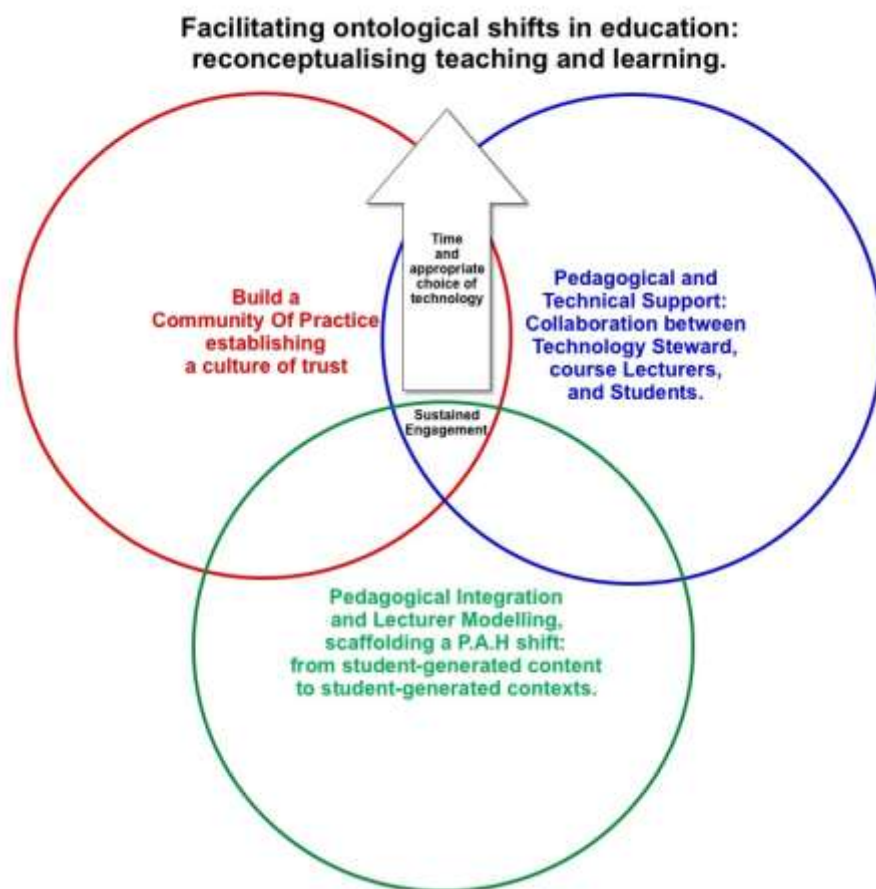 Facilitating ontological shifts in education:
reconceptualising teaching and learning.
Time
and
appropriate
choice of
technology
Build a
Community Of Practice
establishing
a culture of trust
Pedagogical and
Technical Support:
Collaboration between
Technology Steward,
course Lecturers,
and Students.
Sustained
Engagement
Pedagogical Integration
and Lecturer Modelling,
scaffolding a P.A.H shift:
from student-generated content
to student-generated contexts.